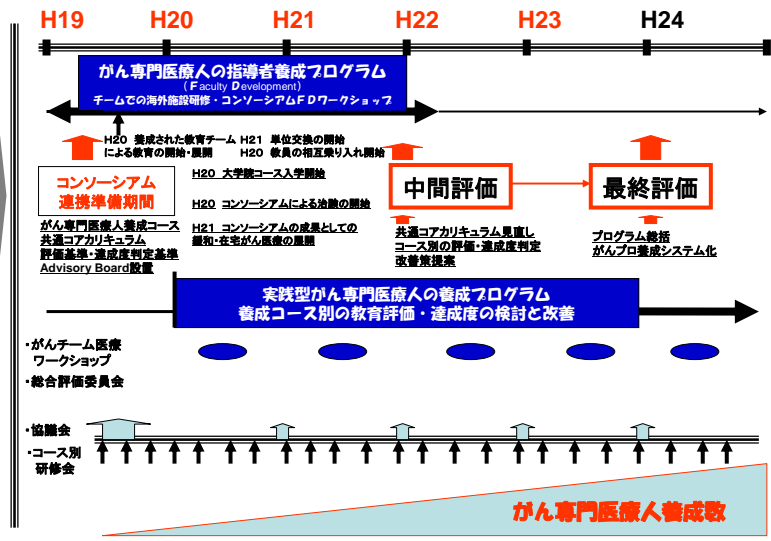 H19 H20 H21 H22 H23 H24
がん専門医療人の指導者養成プログラム
（Faculty Development）
チームでの海外施設研修・コンソーシアムFDワークショップ
H20 養成された教育チーム
による教育の開始・展開
H21 単位交換の開始
H20 教員の相互乗り入れ開始
コンソーシアム
連携準備期間
H20 大学院コース入学開始
H20 コンソーシアムによる治験の開始
H21 コンソーシアムの成果としての
緩和・在宅がん医療の展開
中間評価
最終評価
がん専門医療人養成コース
共通コアカリキュラム
評価基準・達成度判定基準
Advisory Board設置
共通コアカリキュラム見直し
コース別の評価・達成度判定
改善策提案
プログラム総括
がんプロ養成システム化
実践型がん専門医療人の養成プログラム
養成コース別の教育評価・達成度の検討と改善
・がんチーム医療
ワークショップ
・総合評価委員会
・協議会
・コース別
研修会
がん専門医療人養成数